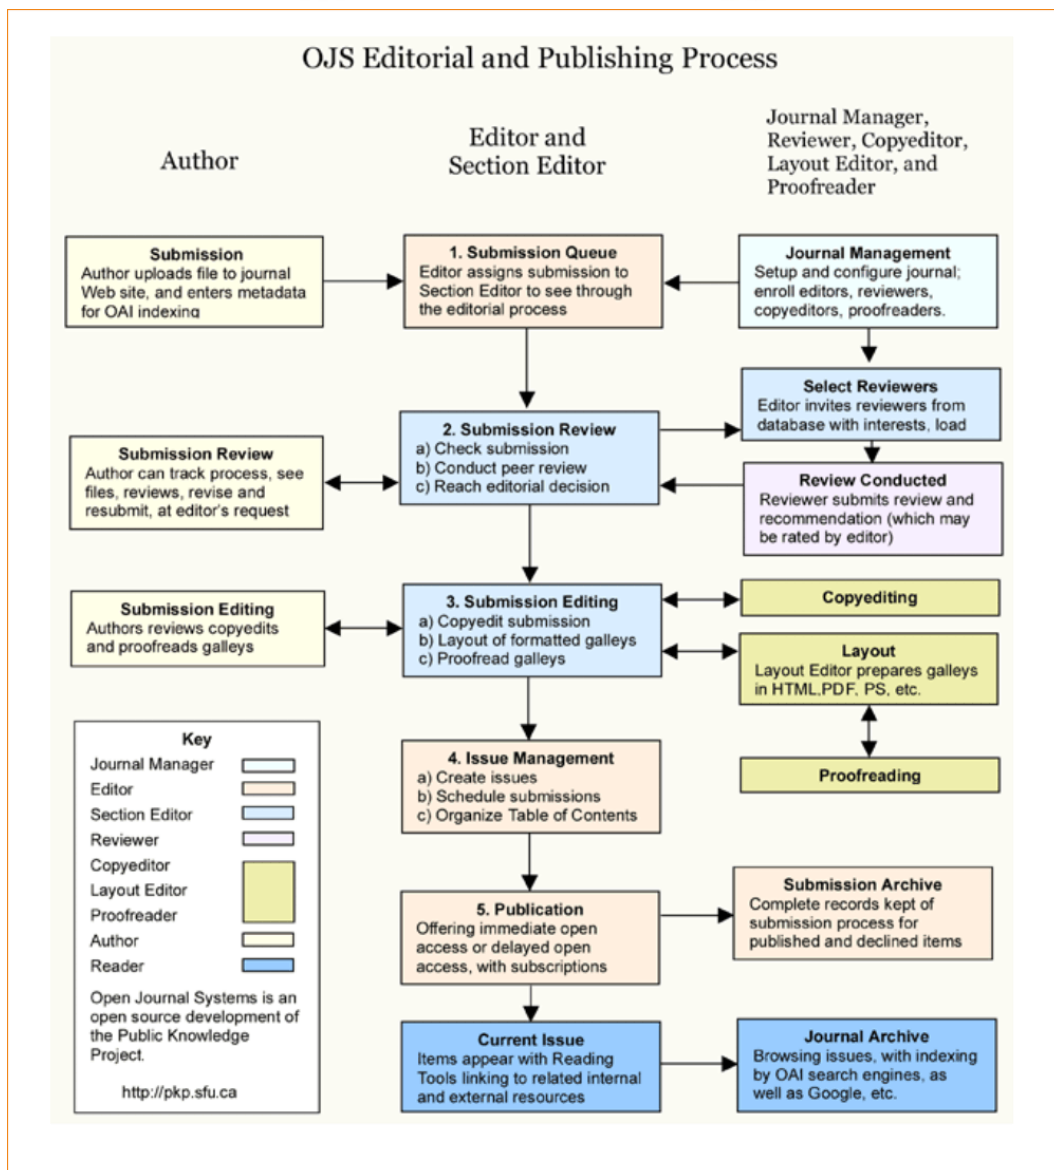 OJS Editorial and Publishing Process
Author
Editor and
Section Editor
Journal Manager,
Reviewer, Copyeditor,
Layout Editor, and
Proofreader
Submission
Author uploads file to journal
Web site, and enters metadata
for OAI indexing
1. Submission Queue
Editor assigns submission to
Section Editor to see through
the editorial process
Journal Management
Setup and configure journal;
enroll editors, reviewers,
copyeditors, proofreaders.
Select Reviewers
Editor invites reviewers from
database with interests, load
Submission Review
Author can track process, see
files, reviews, revise and
resubmit, at editor's request
2. Submission Review
a) Check submission
b) Conduct peer review
c) Reach editorial decision
Review Conducted
Reviewer submits review and
recommendation (which may
be rated by editor)
Submission Editing
Authors reviews copyedits
and proofreads galleys
3. Submission Editing
a) Copyedit submission
b) Layout of formatted galleys
c) Proofread galleys
Copyediting
Layout
Layout Editor prepares galleys
in HTML,PDF, PS, etc.
Proofreading
4. Issue Management
a) Create issues
b) Schedule submissions
c) Organize Table of Contents
5. Publication
Offering immediate open
access or delayed open
access, with subscriptions
Submission Archive
Complete records kept of
submission process for
published and declined items
Current Issue
Items appear with Reading
Tools linking to related internal
and external resources
Journal Archive
Browsing issues, with indexing
by OAI search engines, as
well as Google, etc.
Key
Journal Manager
Editor
Section Editor
Reviewer
Copyeditor
Layout Editor
Proofreader
Author
Reader
Open Journal Systems is an
open source development of
the Public Knowledge
Project.
http://pkp.sfu.ca